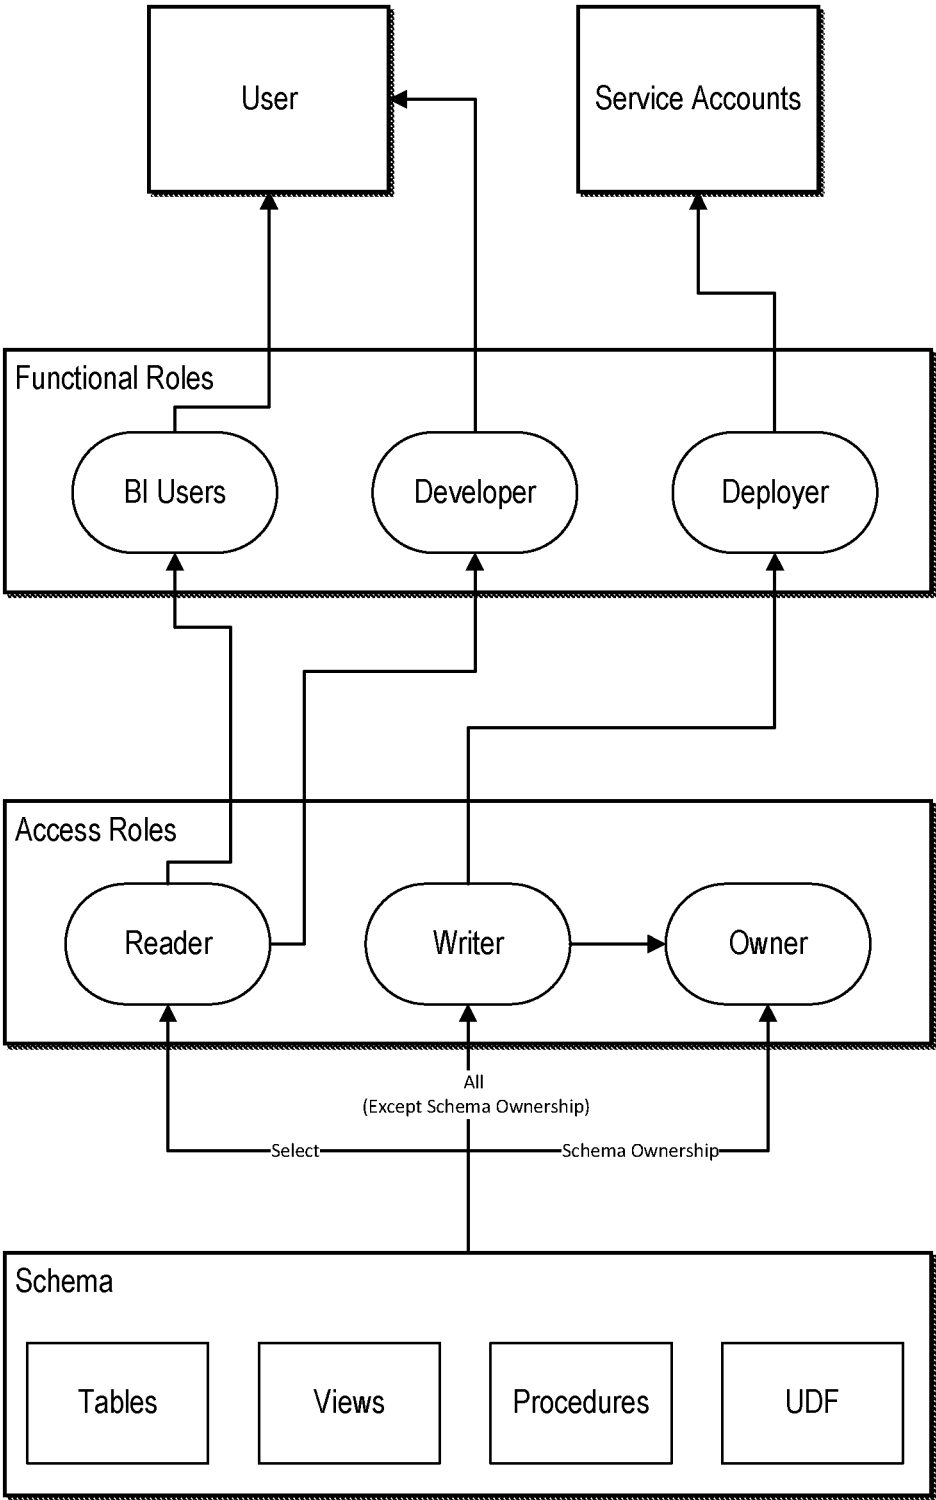 User
Service Accounts
Functional Roles
BI Users
Developer
Deployer
Access Roles
Reader
Writer
Owner
All
(Except Schema Ownership)
Select
Schema Ownership
Schema
Tables
Views
Procedures
UDF